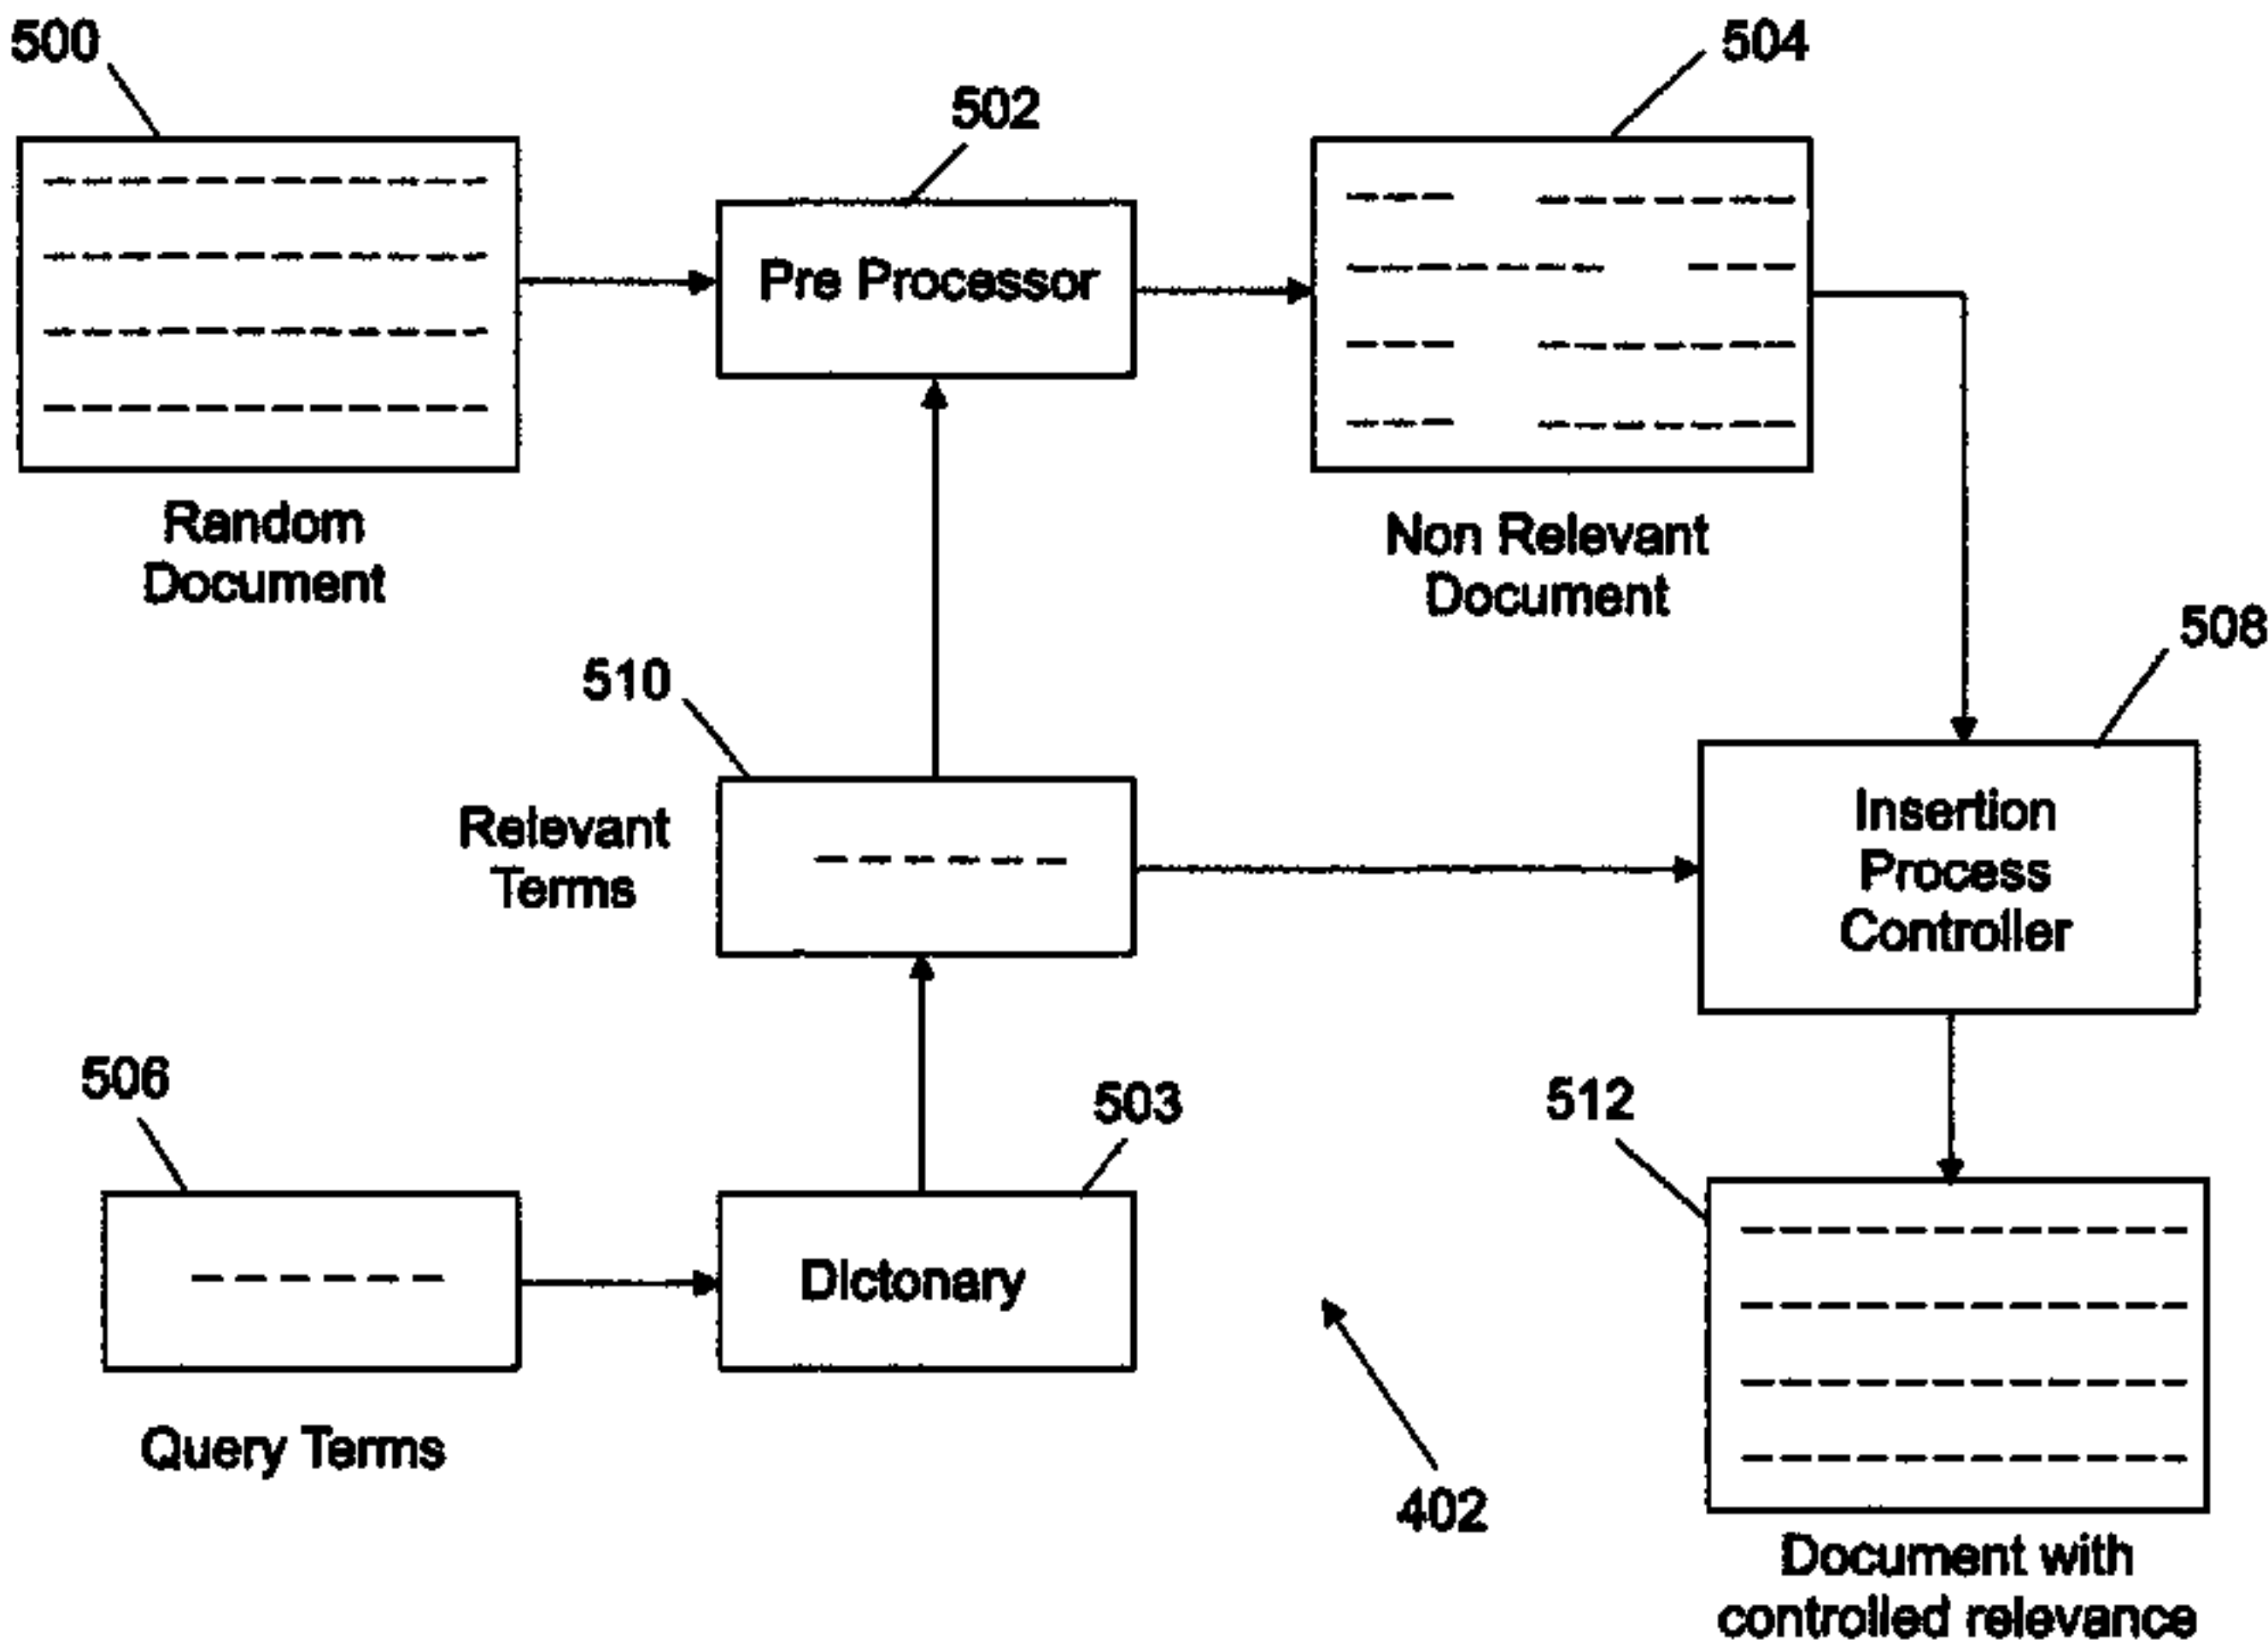 500
504
502
Pre Processor
Random
Document
Non Relevant
Document
508
510
Relevant
Terms
Insertion
Process
Controller
506
503
512
Dictonary
Query Terms
402
Document with
controlled relevance